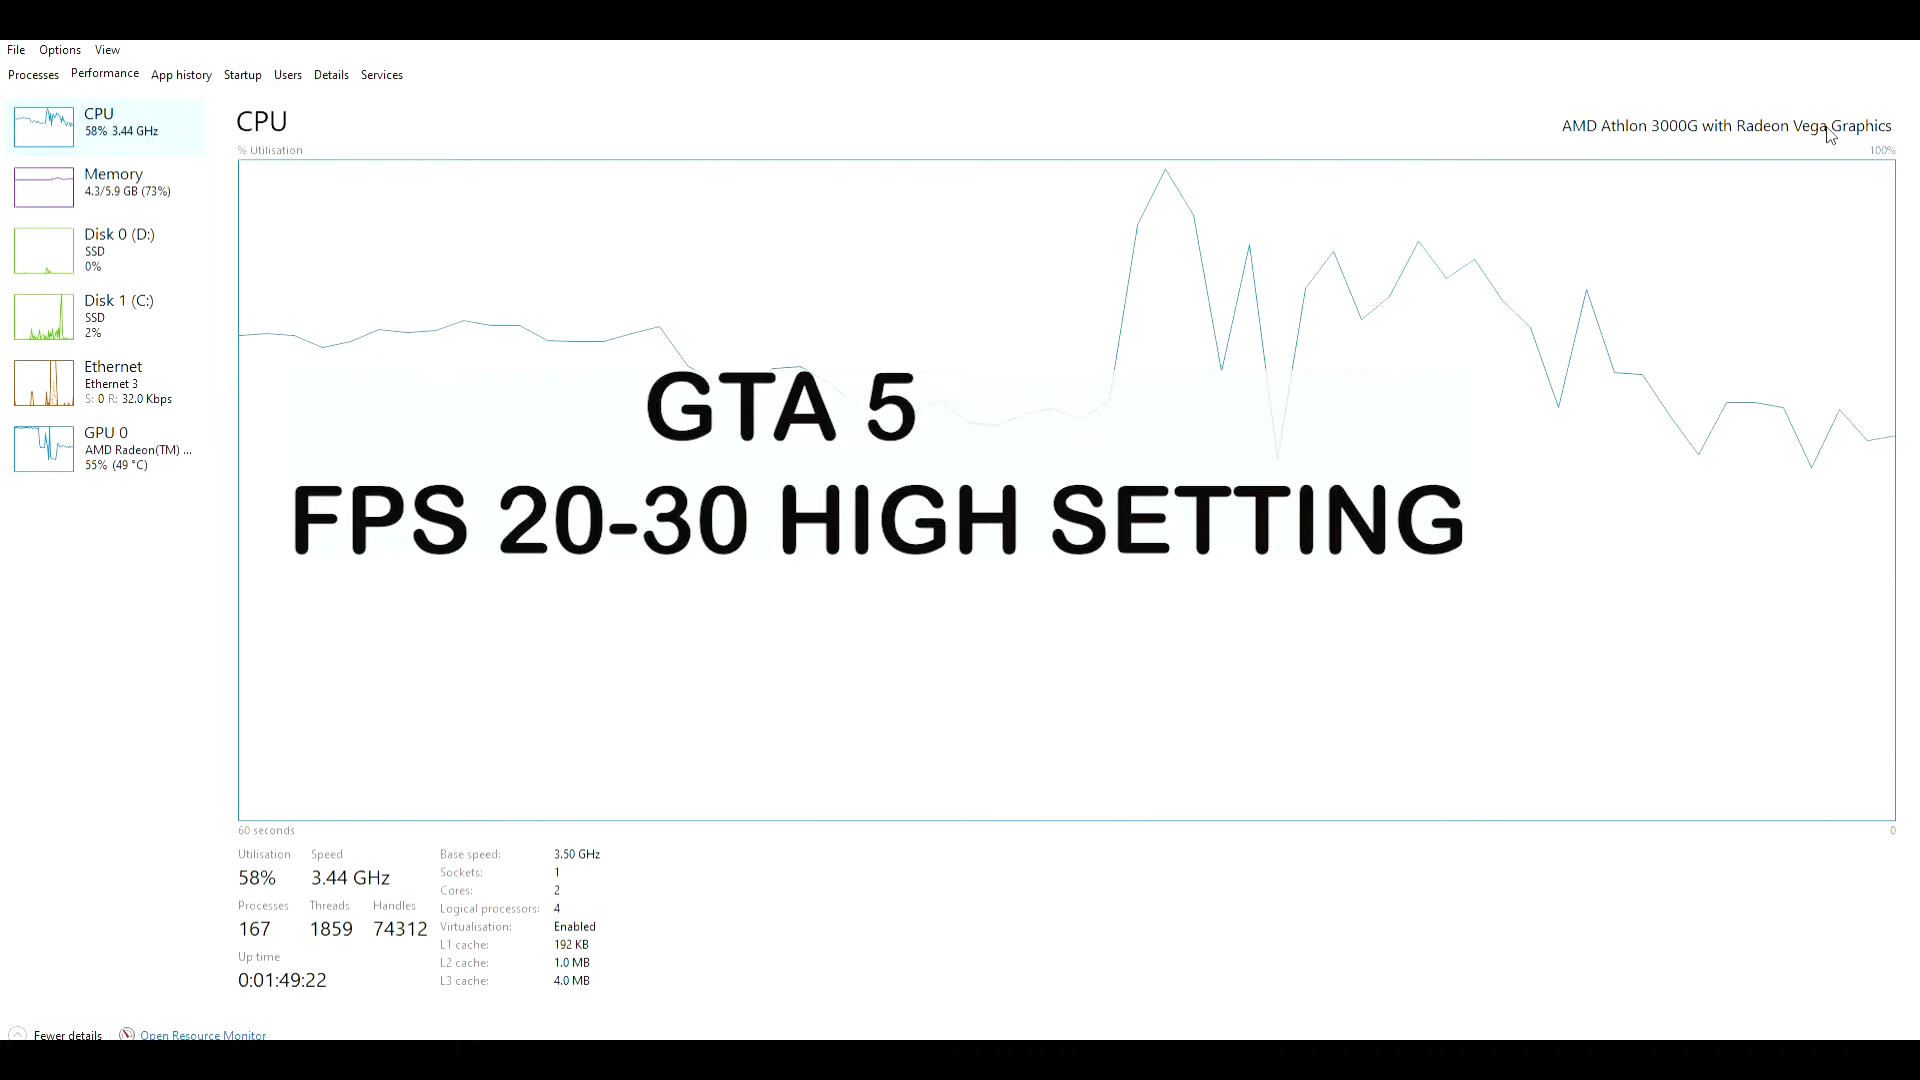 File Options View
Processes Performance App history Startup Users Details Services
CPU
58% 3.44 GHz
Memory
4.3/5.9 GB (73%)
Disk 0 (D:)
SSD
0%
Disk 1 (C:)
SSD
2%
Ethernet
Ethernet 3
S: 0 R: 32.0 Kbps
GPU 0
AMD Radeon(TM) ...
55% (49 °C)
CPU
AMD Athlon 3000G with Radeon Vega Graphics
% Utilisation 100%
GTA 5
FPS 20-30 HIGH SETTING
60 seconds 0
Utilisation Speed
58% 3.44 GHz
Processes Threads Handles
167 1859 74312
Up time
0:01:49:22
Base speed: 3.50 GHz
Sockets: 1
Cores: 2
Logical processors: 4
Virtualisation: Enabled
L1 cache: 192 KB
L2 cache: 1.0 MB
L3 cache: 4.0 MB
Fewer details Open Resource Monitor